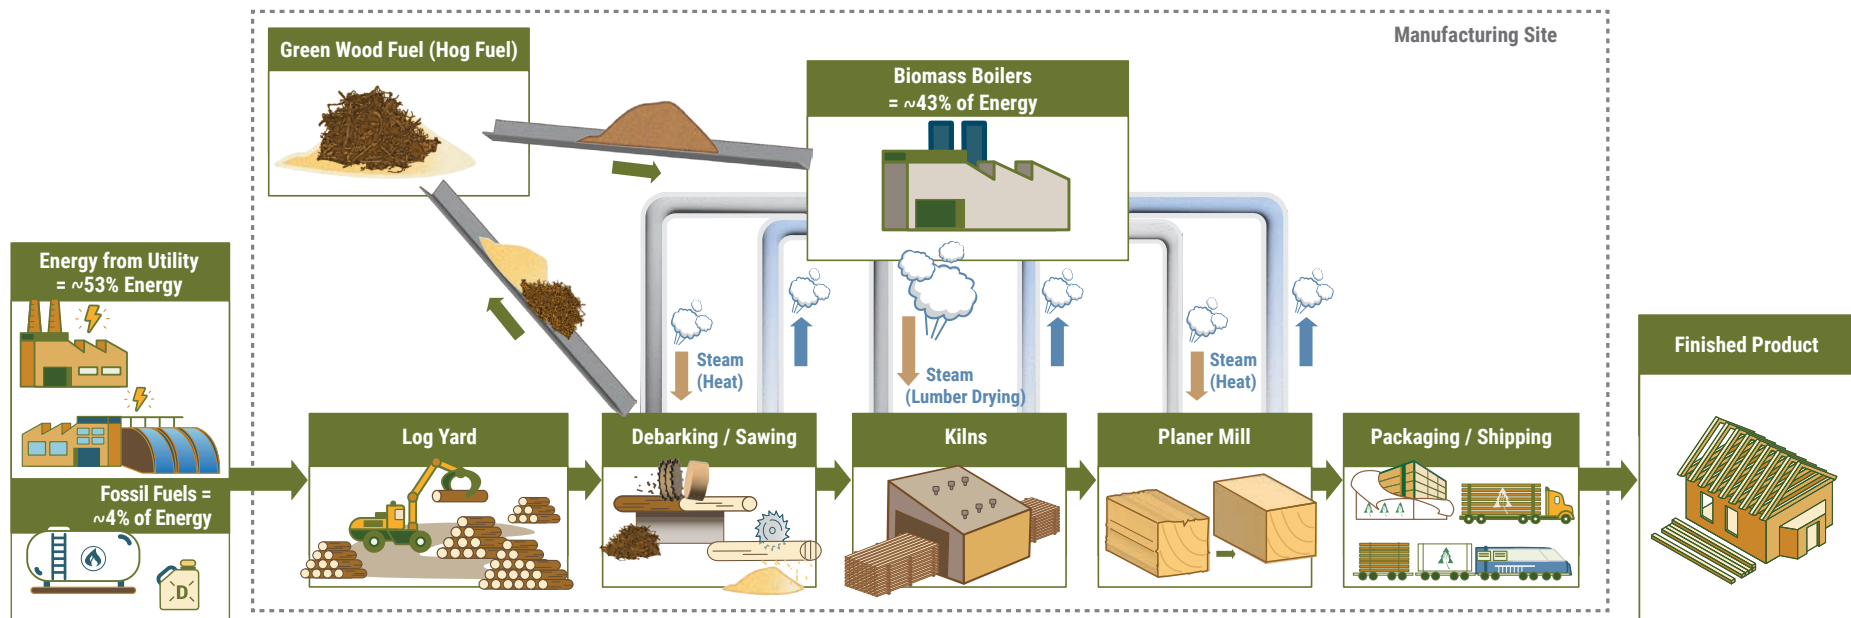 Manufacturing Site
Green Wood Fuel (Hog Fuel)
Biomass Boilers
= ~43% of Energy
Energy from Utility
= ~53% Energy
Fossil Fuels =
~4% of Energy
D
Steam
(Heat)
Steam
(Lumber Drying)
Steam
(Heat)
Log Yard
Debarking / Sawing
Kilns
Planer Mill
Packaging / Shipping
Finished Product